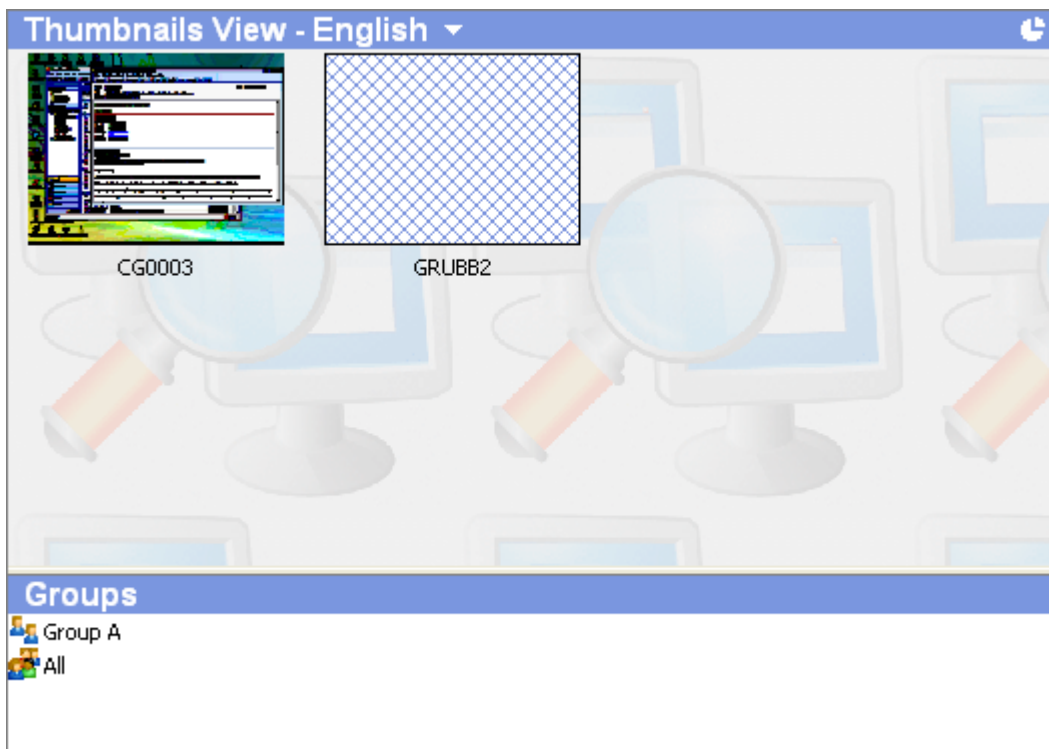 Thumbnails View - English
CG0003
GRUBB2
Groups
Group A
All